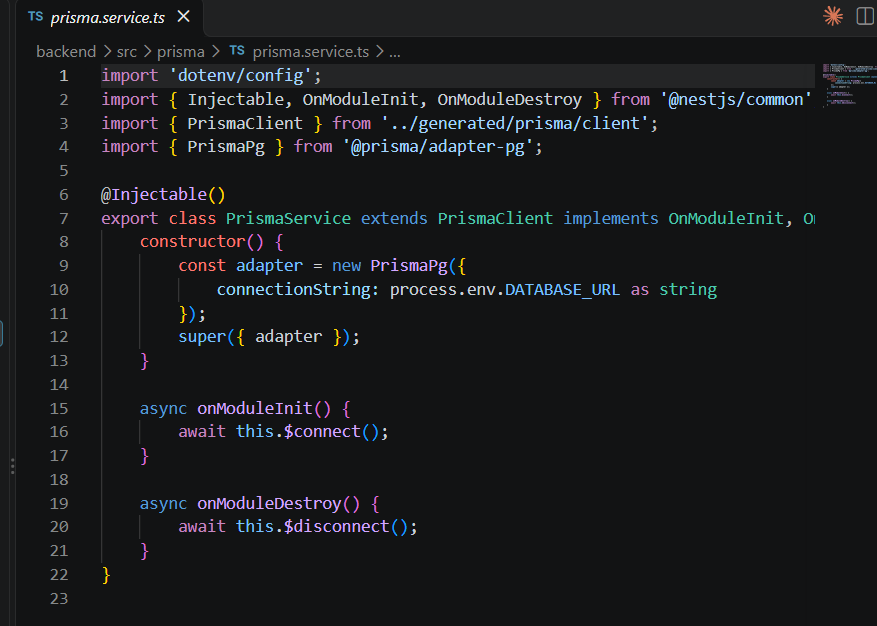 TS prisma.service.ts
backend > src > prisma > TS prisma.service.ts > ...
1 import 'dotenv/config';
2 import { Injectable, OnModuleInit, OnModuleDestroy } from '@nestjs/common'
3 import { PrismaClient } from '../generated/prisma/client';
4 import { PrismaPg } from '@prisma/adapter-pg';
5
6 @Injectable()
7 export class PrismaService extends PrismaClient implements OnModuleInit, On
8     constructor() {
9         const adapter = new PrismaPg({
10             connectionString: process.env.DATABASE_URL as string
11         });
12         super({ adapter });
13     }
14
15     async onModuleInit() {
16         await this.$connect();
17     }
18
19     async onModuleDestroy() {
20         await this.$disconnect();
21     }
22 }
23